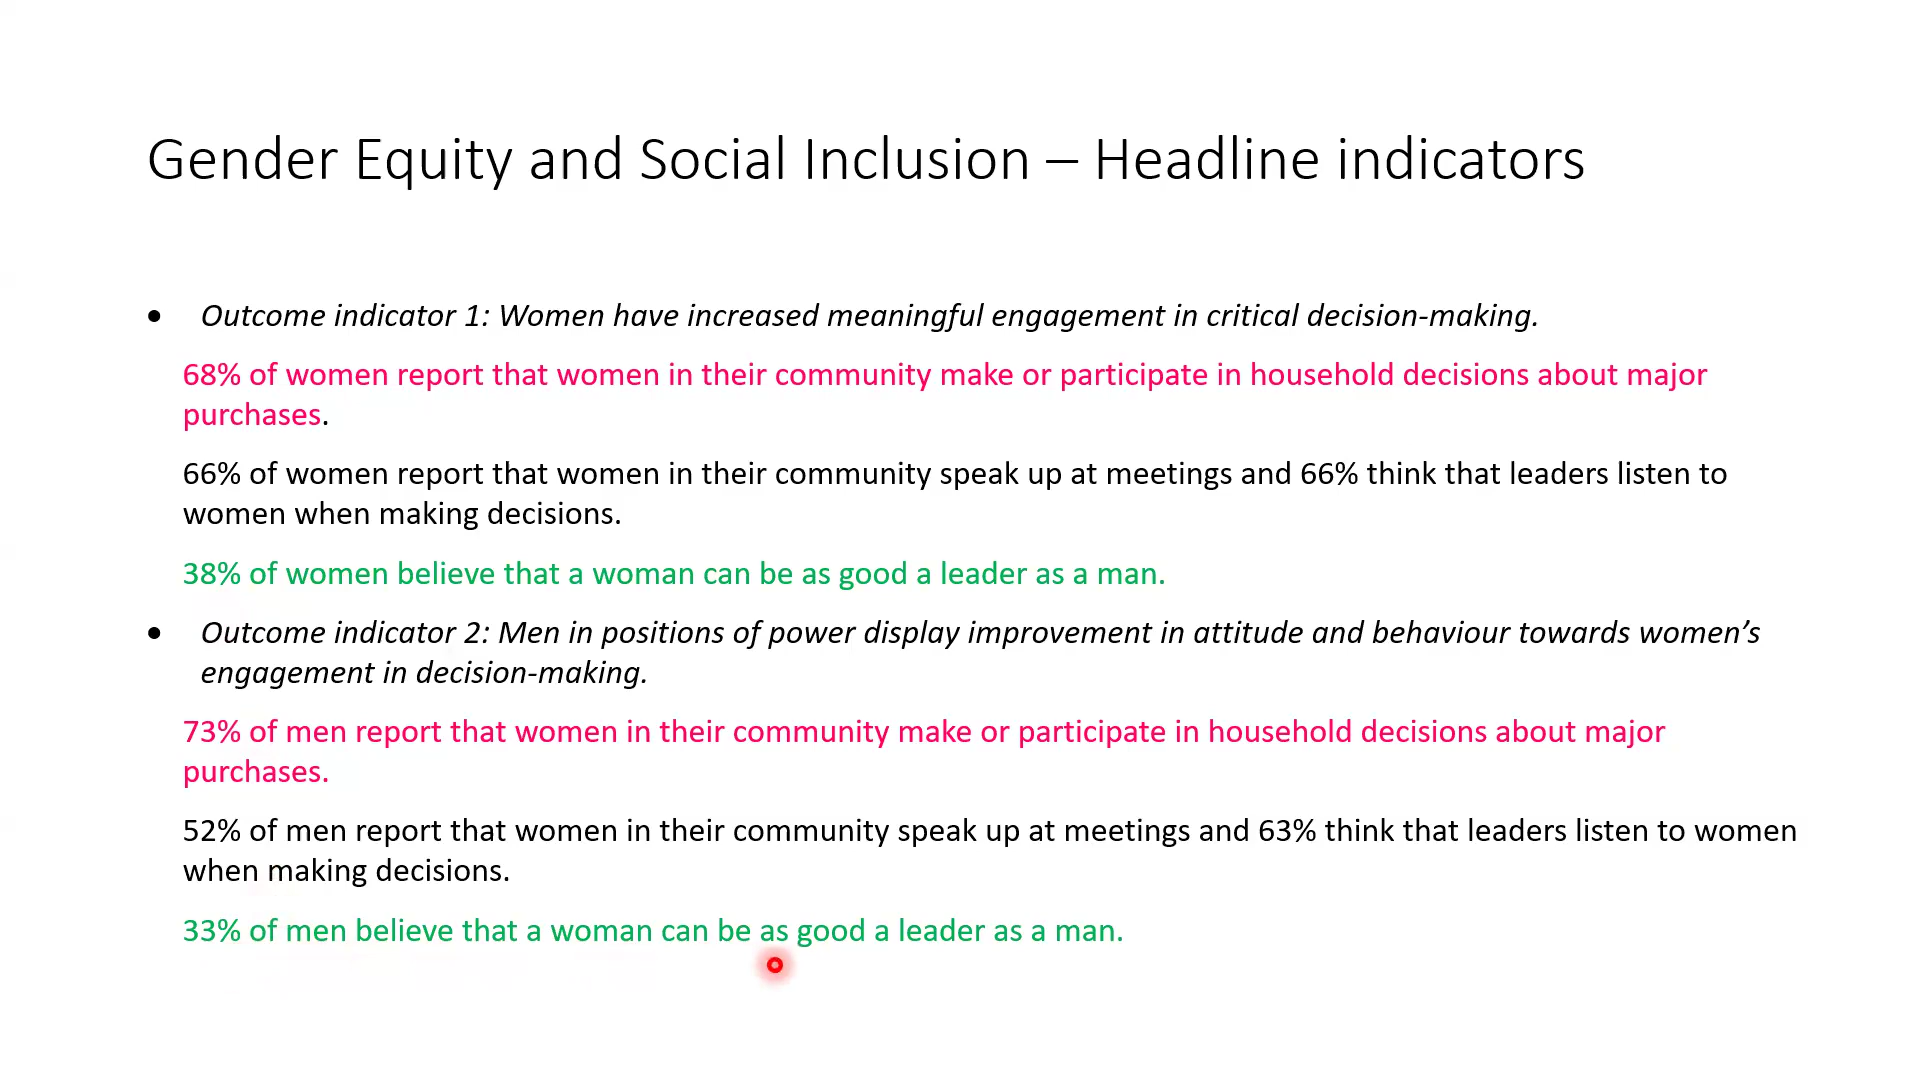 Gender Equity and Social Inclusion – Headline indicators
• Outcome indicator 1: Women have increased meaningful engagement in critical decision-making.
68% of women report that women in their community make or participate in household decisions about major
purchases.
66% of women report that women in their community speak up at meetings and 66% think that leaders listen to
women when making decisions.
38% of women believe that a woman can be as good a leader as a man.
• Outcome indicator 2: Men in positions of power display improvement in attitude and behaviour towards women’s
engagement in decision-making.
73% of men report that women in their community make or participate in household decisions about major
purchases.
52% of men report that women in their community speak up at meetings and 63% think that leaders listen to women
when making decisions.
33% of men believe that a woman can be as good a leader as a man.